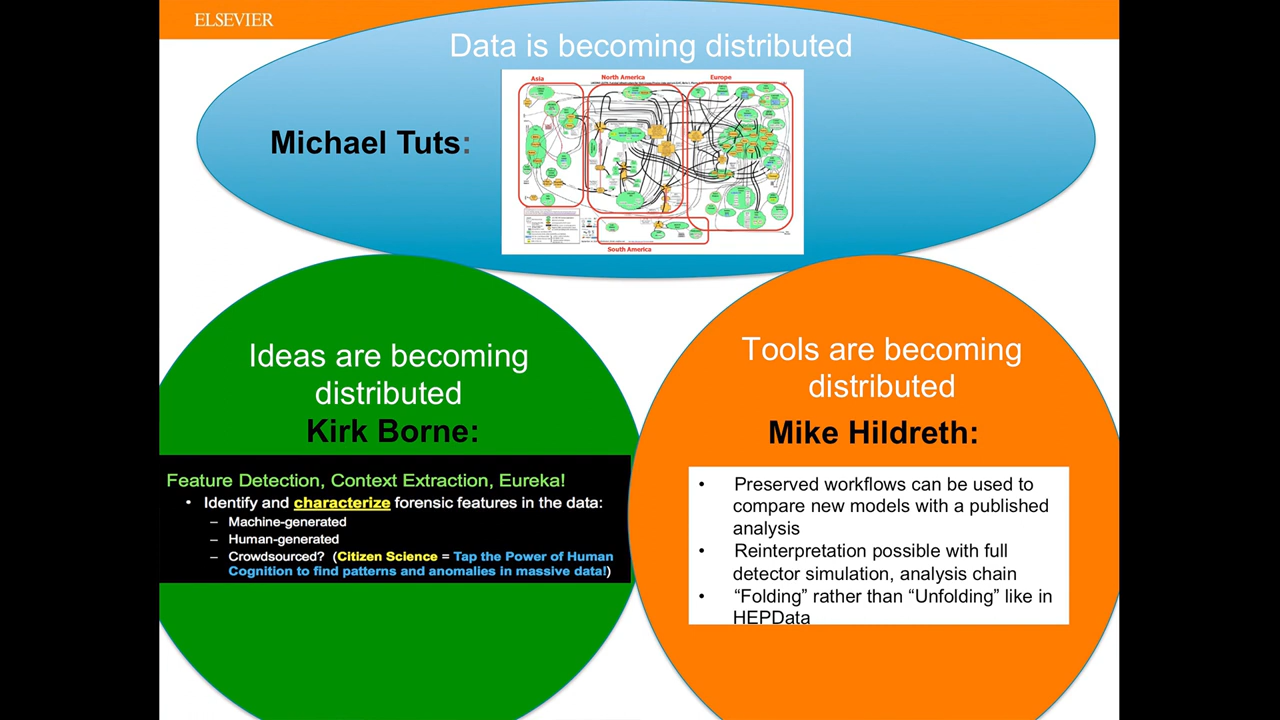 ELSEVIER
Data is becoming distributed
Asia
North America
Europe
Michael Tuts:
South America
Ideas are becoming
distributed
Kirk Borne:
Feature Detection, Context Extraction, Eureka!
• Identify and characterize forensic features in the data:
– Machine-generated
– Human-generated
– Crowdsourced? (Citizen Science = Tap the Power of Human
Cognition to find patterns and anomalies in massive data!)
Tools are becoming
distributed
Mike Hildreth:
• Preserved workflows can be used to
compare new models with a published
analysis
• Reinterpretation possible with full
detector simulation, analysis chain
• “Folding” rather than “Unfolding” like in
HEPData